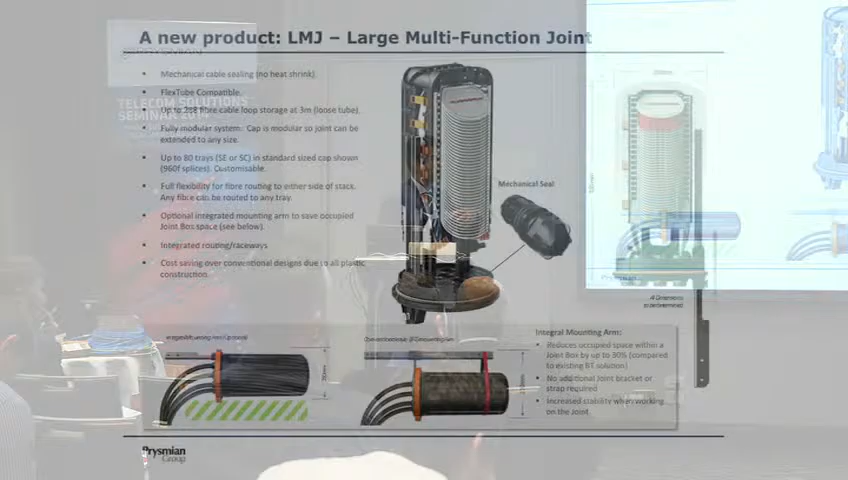 A new product: LMJ – Large Multi-Function Joint
Mechanical cable sealing (no heat shrink).
FlexTube Compatible.
Up to 288 fibre cable loop storage at 3m (loose tube).
Fully modular system. Cap is modular so joint can be
extended to any size.
Up to 80 trays (SE or SC) in standard sized cap shown
(960f splices). Customisable.
Full flexibility for fibre routing to either side of stack.
Any fibre can be routed to any tray.
Optional integrated mounting arm to save occupied
Joint Box space (see below).
Integrated routing/raceways
Cost saving over conventional designs due to all plastic
construction.
Mechanical Seal
TELECOM SOLUTIONS
SEMINAR 2014
All Dimensions
Integral Mounting Arm:
Reduces occupied space within a
Joint Box by up to 30% (compared
to existing BT solution)
No additional Joint bracket or
strap required
Increased stability when working
on the Joint
Prysmian
Group